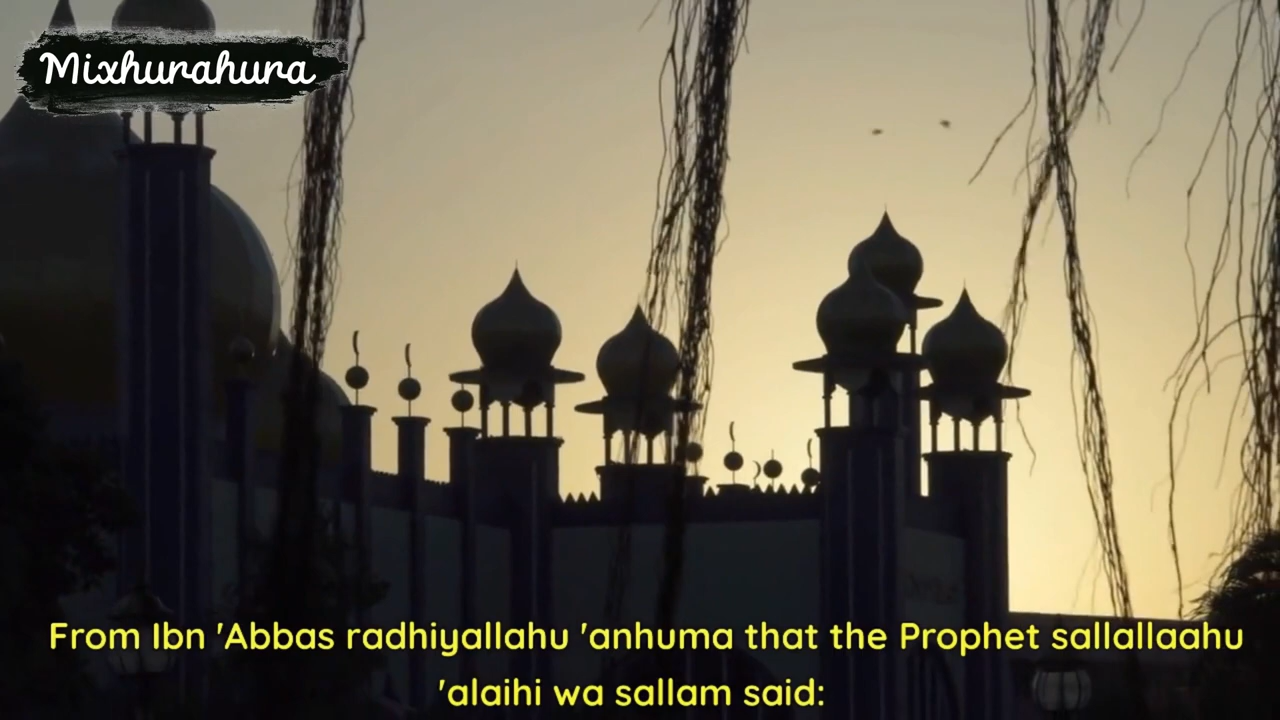 Mixhurahura
From Ibn 'Abbas radhiyallahu 'anhuma that the Prophet sallallaahu
'alaihi wa sallam said: